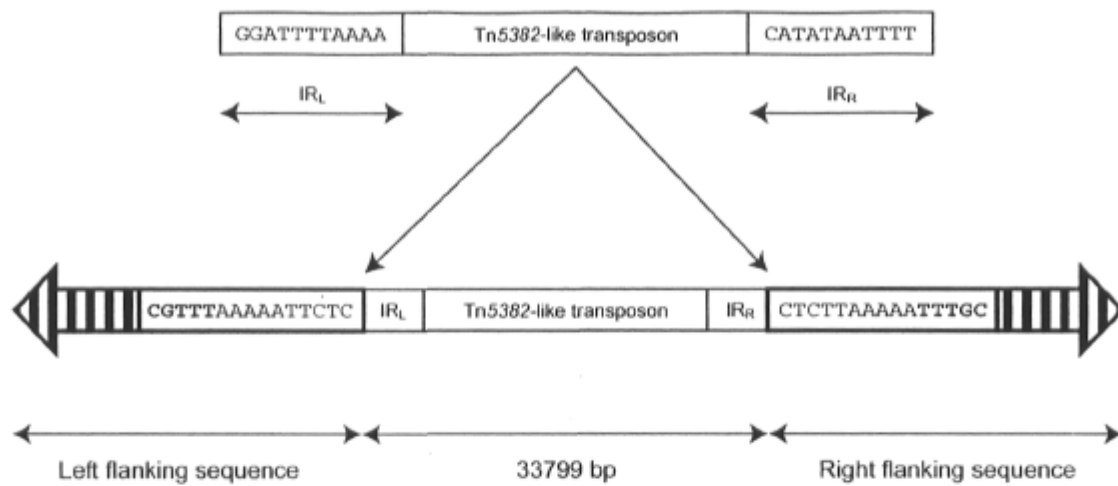 GGATTTTAAAA Tn5382-like transposon CATATAATTTT
IRL IRR
CGTTTAAAAATTCTC IRL Tn5382-like transposon IRR CTCTTAAAAATTTGC
Left flanking sequence 33799 bp Right flanking sequence